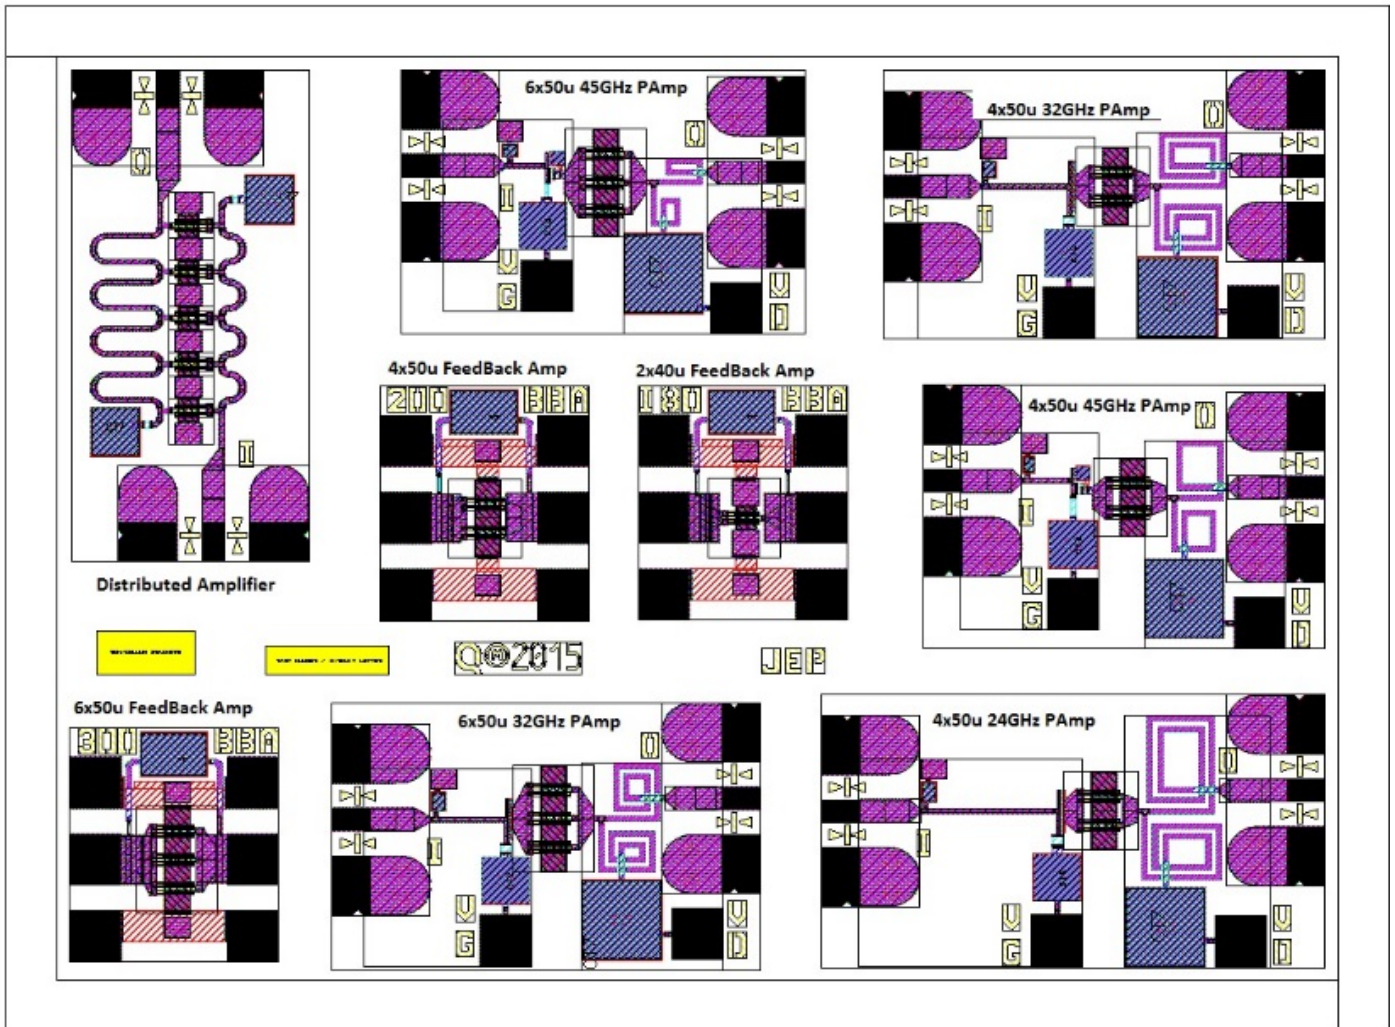 6x50u 45GHz PAmp
4x50u 32GHz PAmp
O
O
O
I
I
V
G
V
D
V
G
V
D
I
4x50u FeedBack Amp
2x40u FeedBack Amp
200 BBA
180 BBA
4x50u 45GHz PAmp
O
I
V
G
V
D
Distributed Amplifier
@M2015
JEP
6x50u FeedBack Amp
300 BBA
6x50u 32GHz PAmp
O
I
V
G
V
D
4x50u 24GHz PAmp
O
I
V
G
V
D